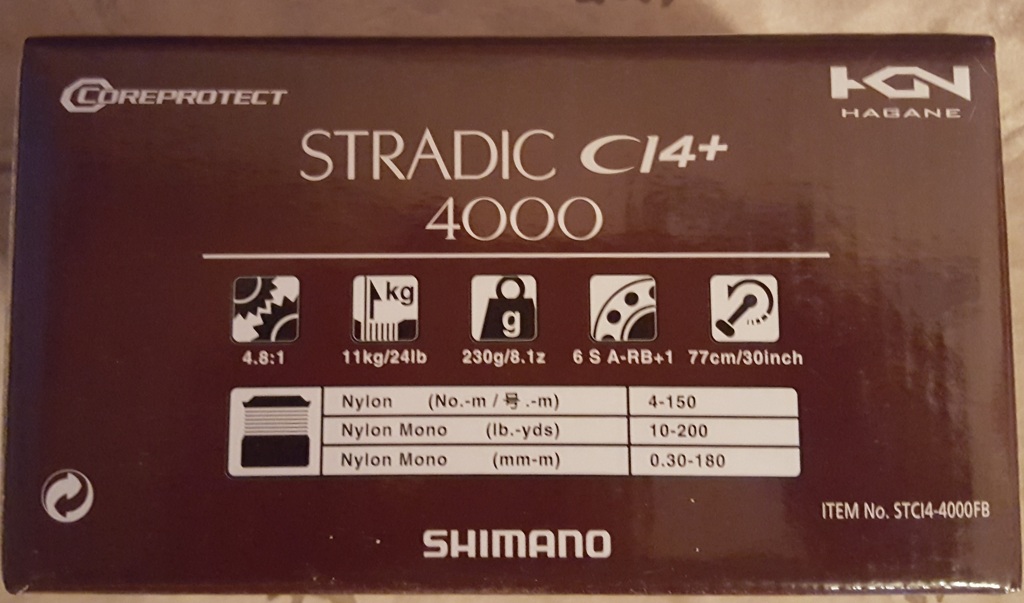 COREPROTECT
HGN
HAGANE
STRADIC CI4+
4000
kg
g
4.8:1 11kg/24lb 230g/8.1z 6 S A-RB+1 77cm/30inch
Nylon (No.-m / 号.-m) 4-150
Nylon Mono (lb.-yds) 10-200
Nylon Mono (mm-m) 0.30-180
ITEM No. STCI4-4000FB
SHIMANO